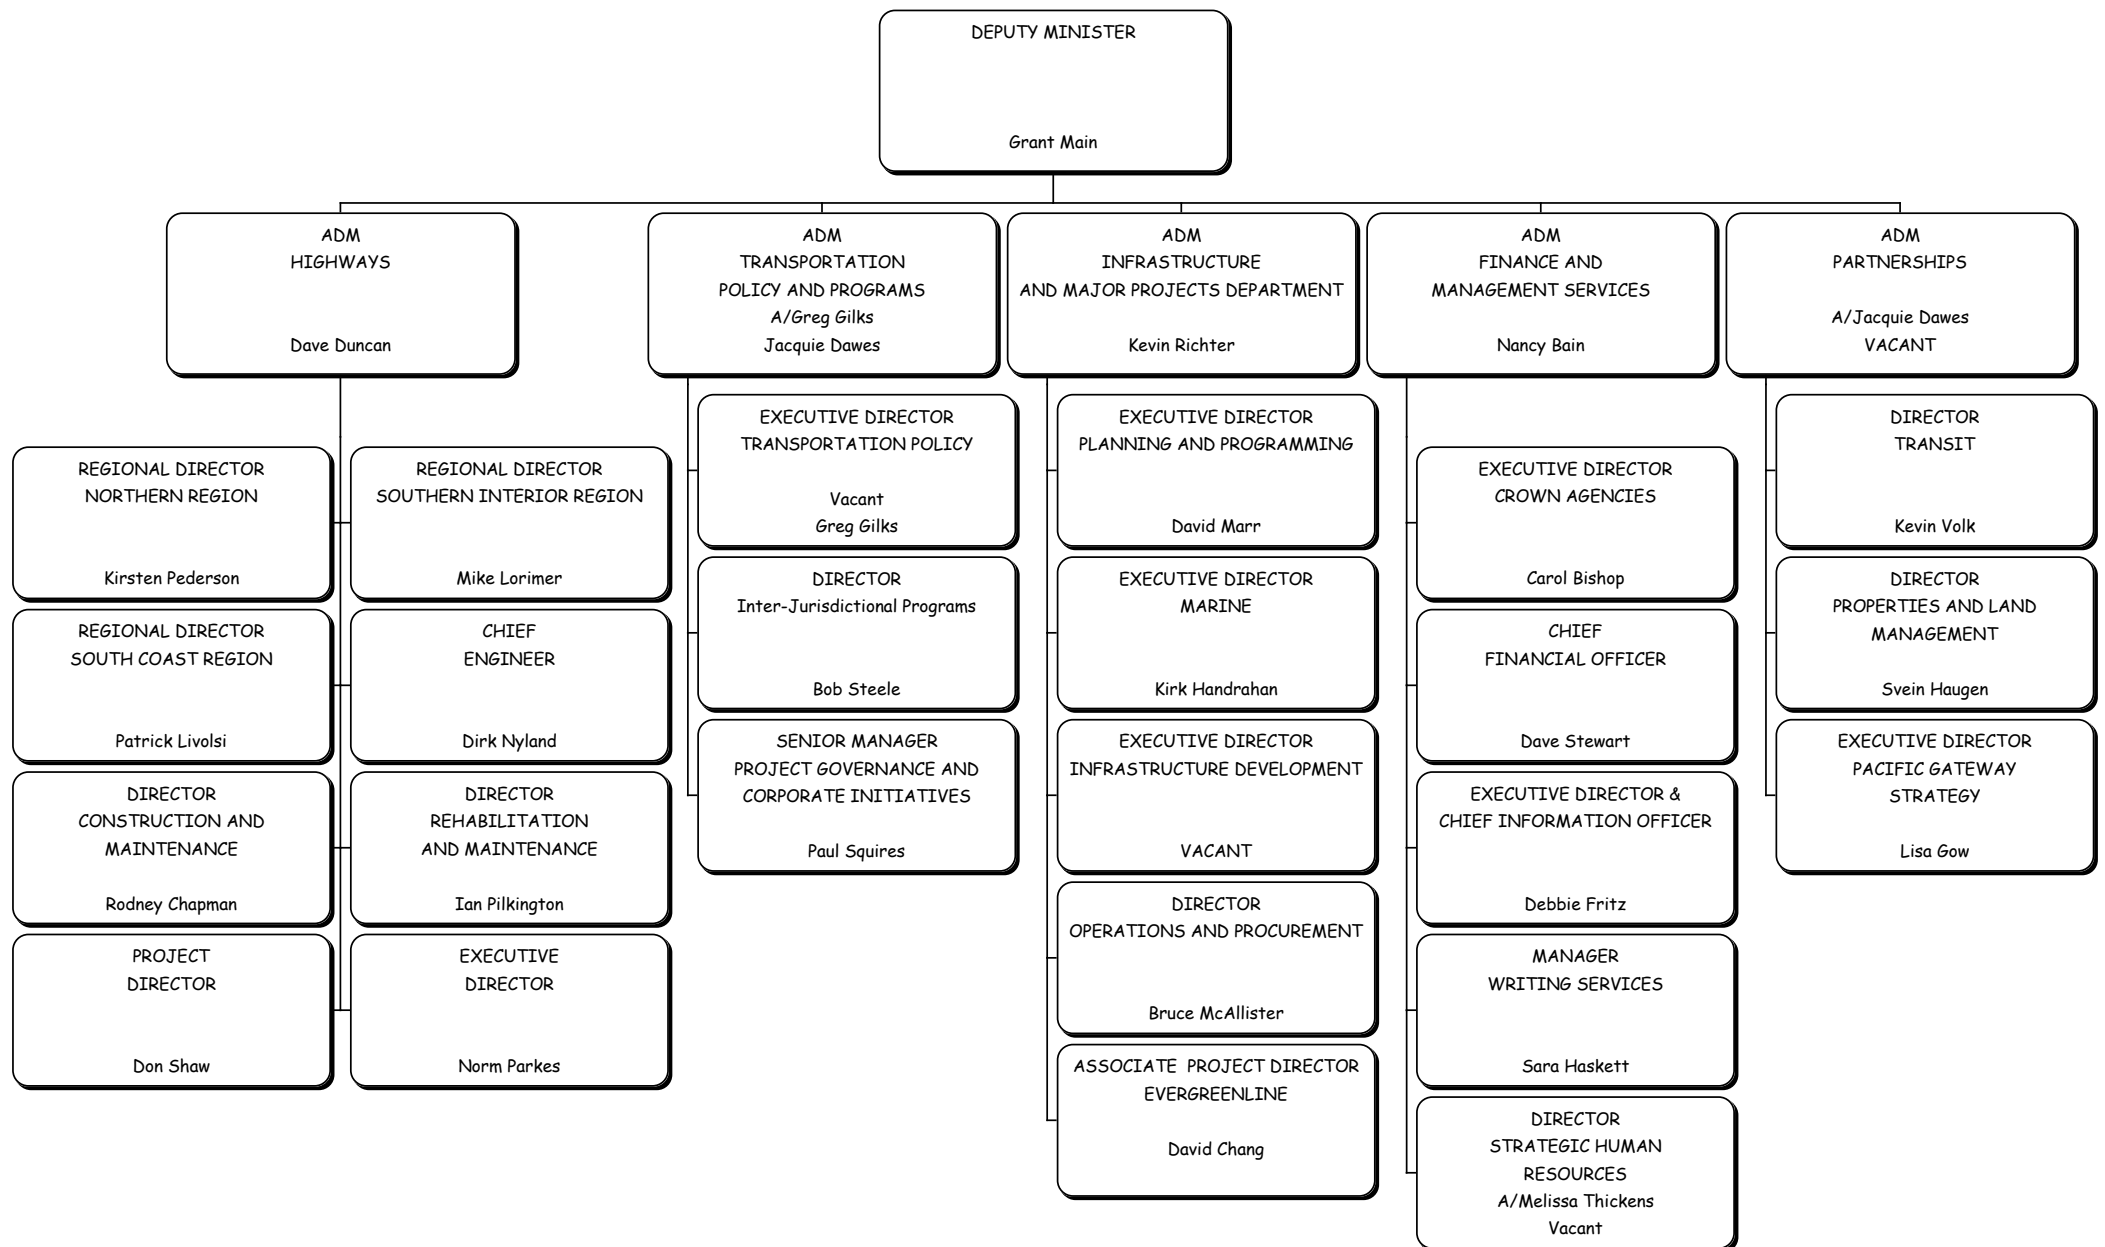 DEPUTY MINISTER
Grant Main
ADM
HIGHWAYS
Dave Duncan
ADM
TRANSPORTATION
POLICY AND PROGRAMS
A/Greg Gilks
Jacquie Dawes
ADM
INFRASTRUCTURE
AND MAJOR PROJECTS DEPARTMENT
Kevin Richter
ADM
FINANCE AND
MANAGEMENT SERVICES
Nancy Bain
ADM
PARTNERSHIPS
A/Jacquie Dawes
VACANT
REGIONAL DIRECTOR
NORTHERN REGION
Kirsten Pederson
REGIONAL DIRECTOR
SOUTHERN INTERIOR REGION
Mike Lorimer
REGIONAL DIRECTOR
SOUTH COAST REGION
Patrick Livolsi
CHIEF
ENGINEER
Dirk Nyland
DIRECTOR
CONSTRUCTION AND
MAINTENANCE
Rodney Chapman
DIRECTOR
REHABILITATION
AND MAINTENANCE
Ian Pilkington
PROJECT
DIRECTOR
Don Shaw
EXECUTIVE
DIRECTOR
Norm Parkes
EXECUTIVE DIRECTOR
TRANSPORTATION POLICY
Vacant
Greg Gilks
DIRECTOR
Inter-Jurisdictional Programs
Bob Steele
SENIOR MANAGER
PROJECT GOVERNANCE AND
CORPORATE INITIATIVES
Paul Squires
EXECUTIVE DIRECTOR
PLANNING AND PROGRAMMING
David Marr
EXECUTIVE DIRECTOR
MARINE
Kirk Handrahan
EXECUTIVE DIRECTOR
INFRASTRUCTURE DEVELOPMENT
VACANT
DIRECTOR
OPERATIONS AND PROCUREMENT
Bruce McAllister
ASSOCIATE PROJECT DIRECTOR
EVERGREENLINE
David Chang
EXECUTIVE DIRECTOR
CROWN AGENCIES
Carol Bishop
CHIEF
FINANCIAL OFFICER
Dave Stewart
EXECUTIVE DIRECTOR &
CHIEF INFORMATION OFFICER
Debbie Fritz
MANAGER
WRITING SERVICES
Sara Haskett
DIRECTOR
STRATEGIC HUMAN
RESOURCES
A/Melissa Thickens
Vacant
DIRECTOR
TRANSIT
Kevin Volk
DIRECTOR
PROPERTIES AND LAND
MANAGEMENT
Svein Haugen
EXECUTIVE DIRECTOR
PACIFIC GATEWAY
STRATEGY
Lisa Gow